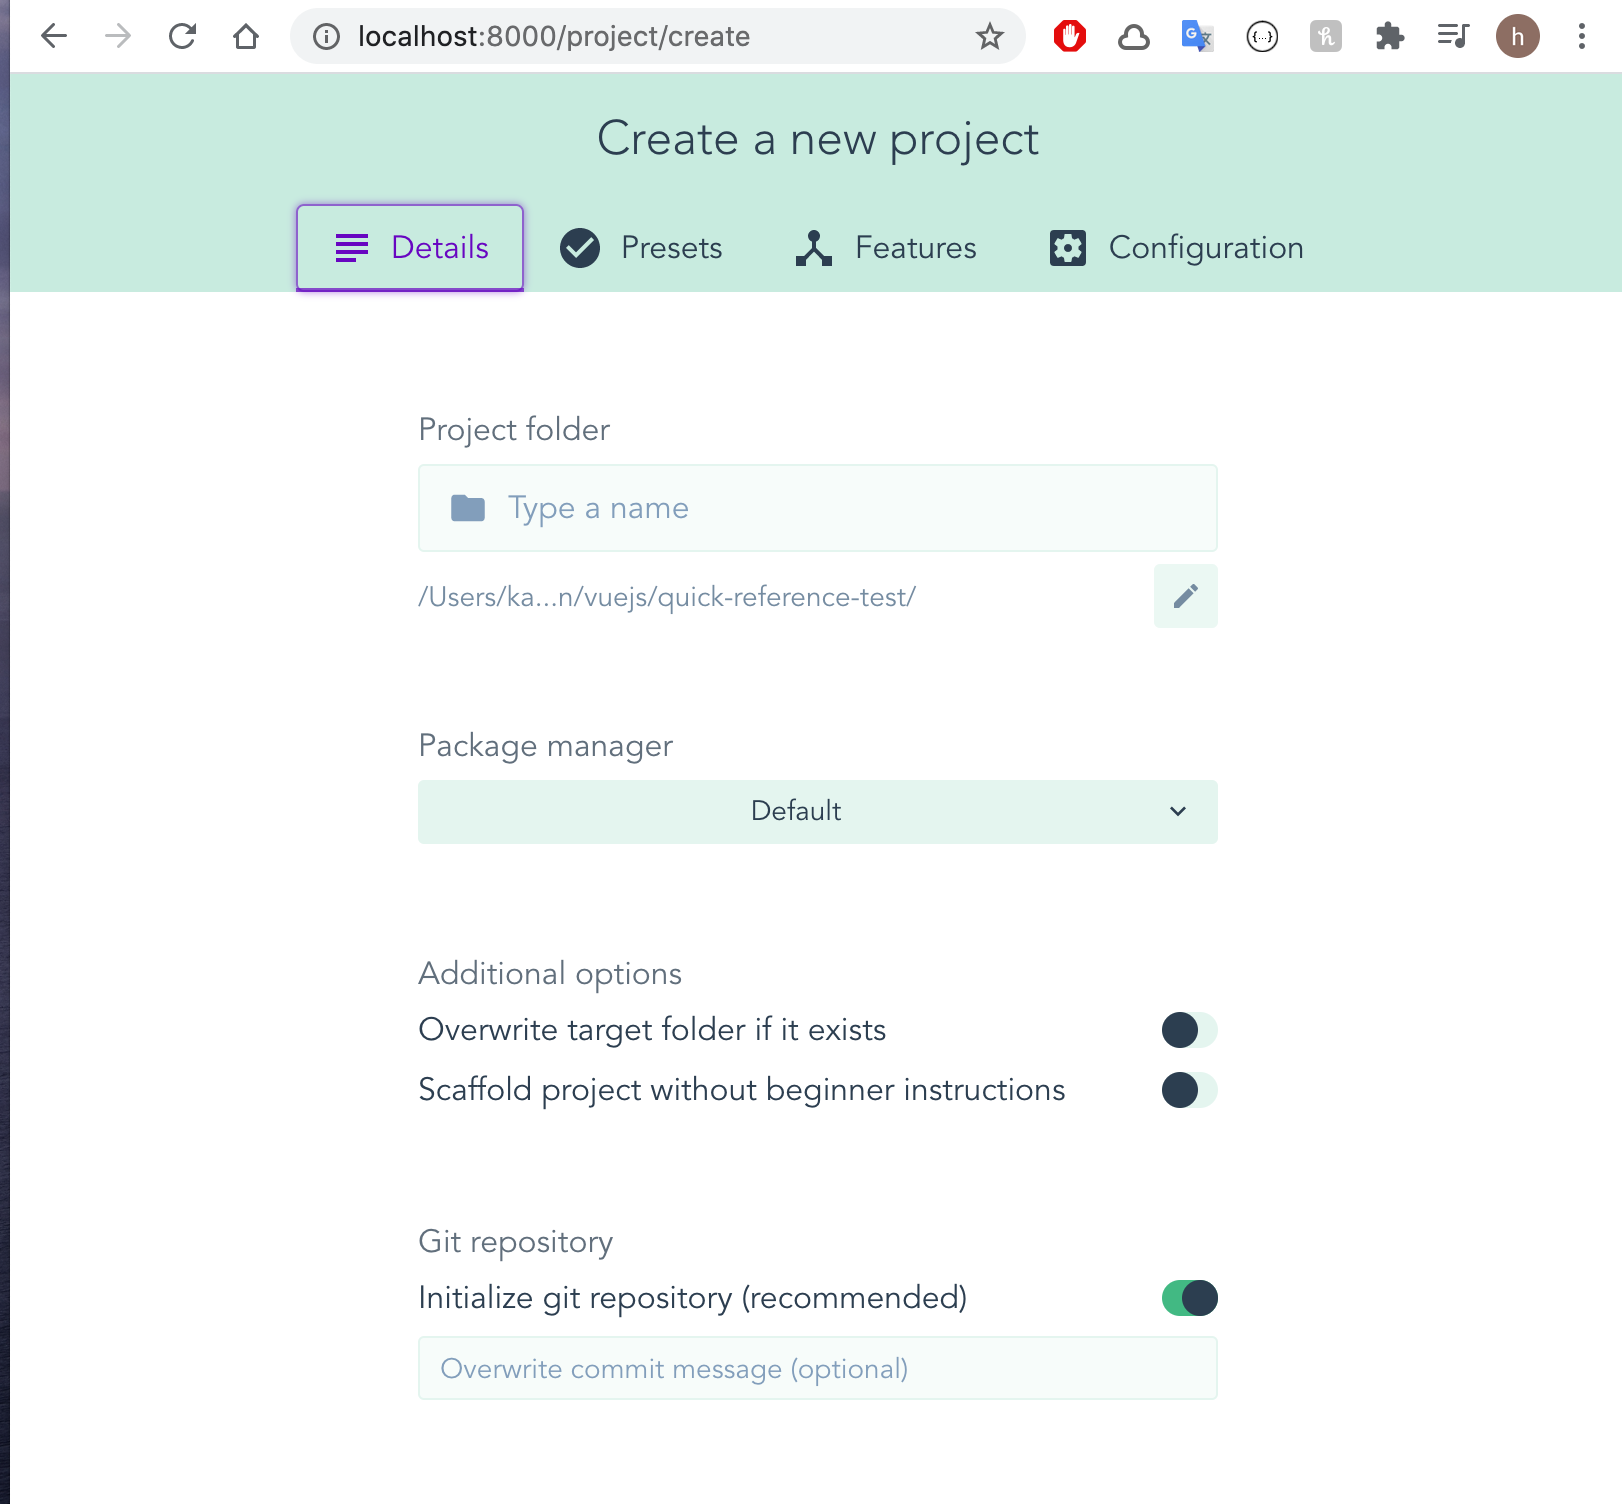 localhost:8000/project/create
h
Create a new project
Details Presets Features Configuration
Project folder
Type a name
/Users/ka...n/vuejs/quick-reference-test/
Package manager
Default
Additional options
Overwrite target folder if it exists
Scaffold project without beginner instructions
Git repository
Initialize git repository (recommended)
Overwrite commit message (optional)